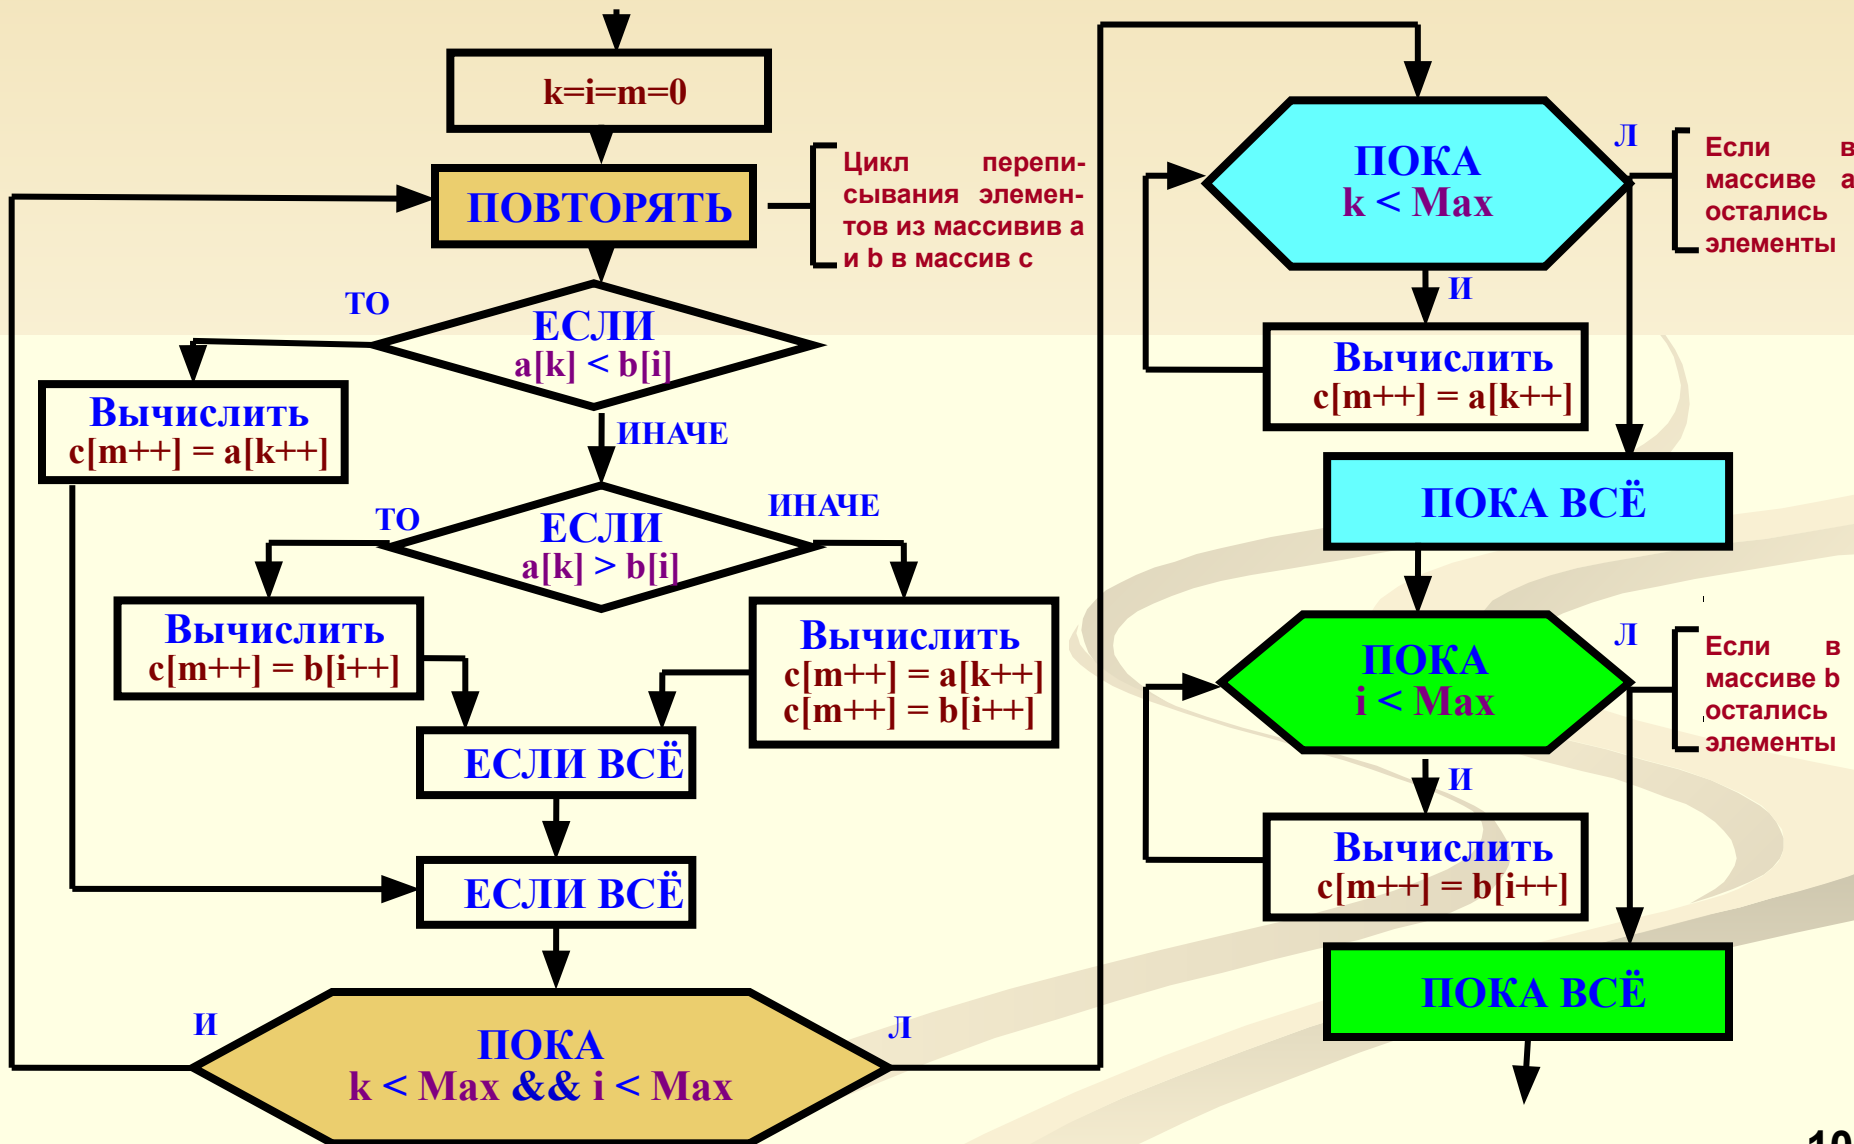 k=i=m=0
ПОВТОРЯТЬ
Цикл перепи-
сывания элемен-
тов из массивив a
и b в массив c
ТО
ЕСЛИ
a[k] < b[i]
Вычислить
c[m++] = a[k++]
ИНАЧЕ
ТО
ЕСЛИ
a[k] > b[i]
ИНАЧЕ
Вычислить
c[m++] = b[i++]
Вычислить
c[m++] = a[k++]
c[m++] = b[i++]
ЕСЛИ ВСЁ
ЕСЛИ ВСЁ
И
ПОКА
k < Max && i < Max
Л
ПОКА
k < Max
Л
Если в
массиве a
остались
элементы
И
Вычислить
c[m++] = a[k++]
ПОКА ВСЁ
ПОКА
i < Max
Л
Если в
массиве b
остались
элементы
И
Вычислить
c[m++] = b[i++]
ПОКА ВСЁ
10